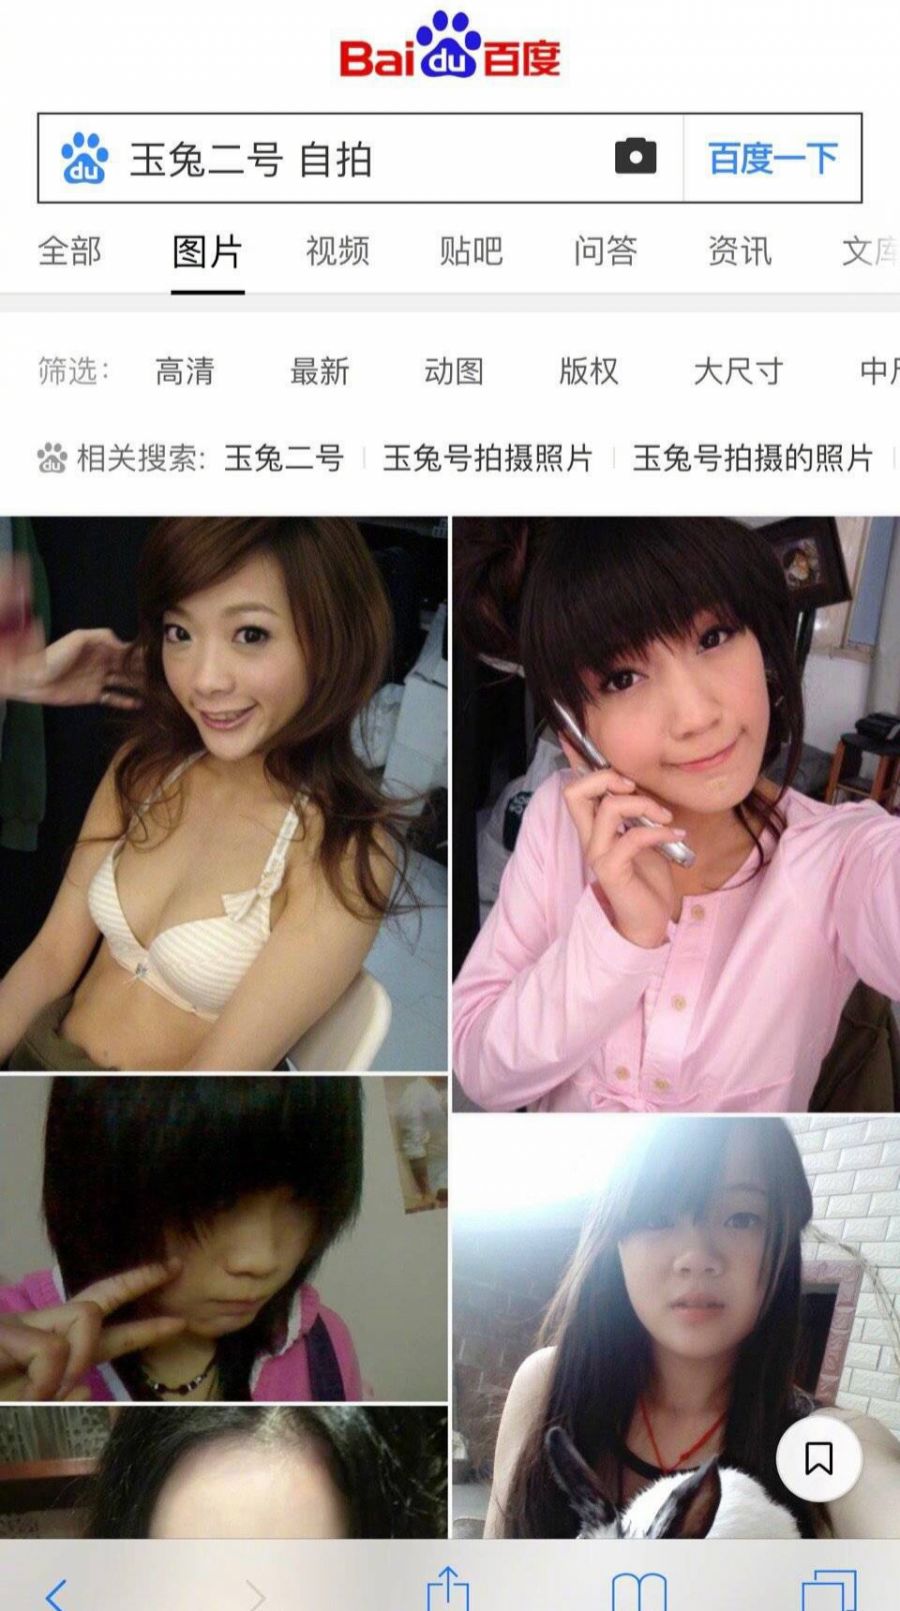 Bai du 百度
du 玉兔二号 自拍 百度一下
全部 图片 视频 贴吧 问答 资讯 文库
筛选: 高清 最新 动图 版权 大尺寸 中
du 相关搜索: 玉兔二号 玉兔号拍摄照片 玉兔号拍摄的照片